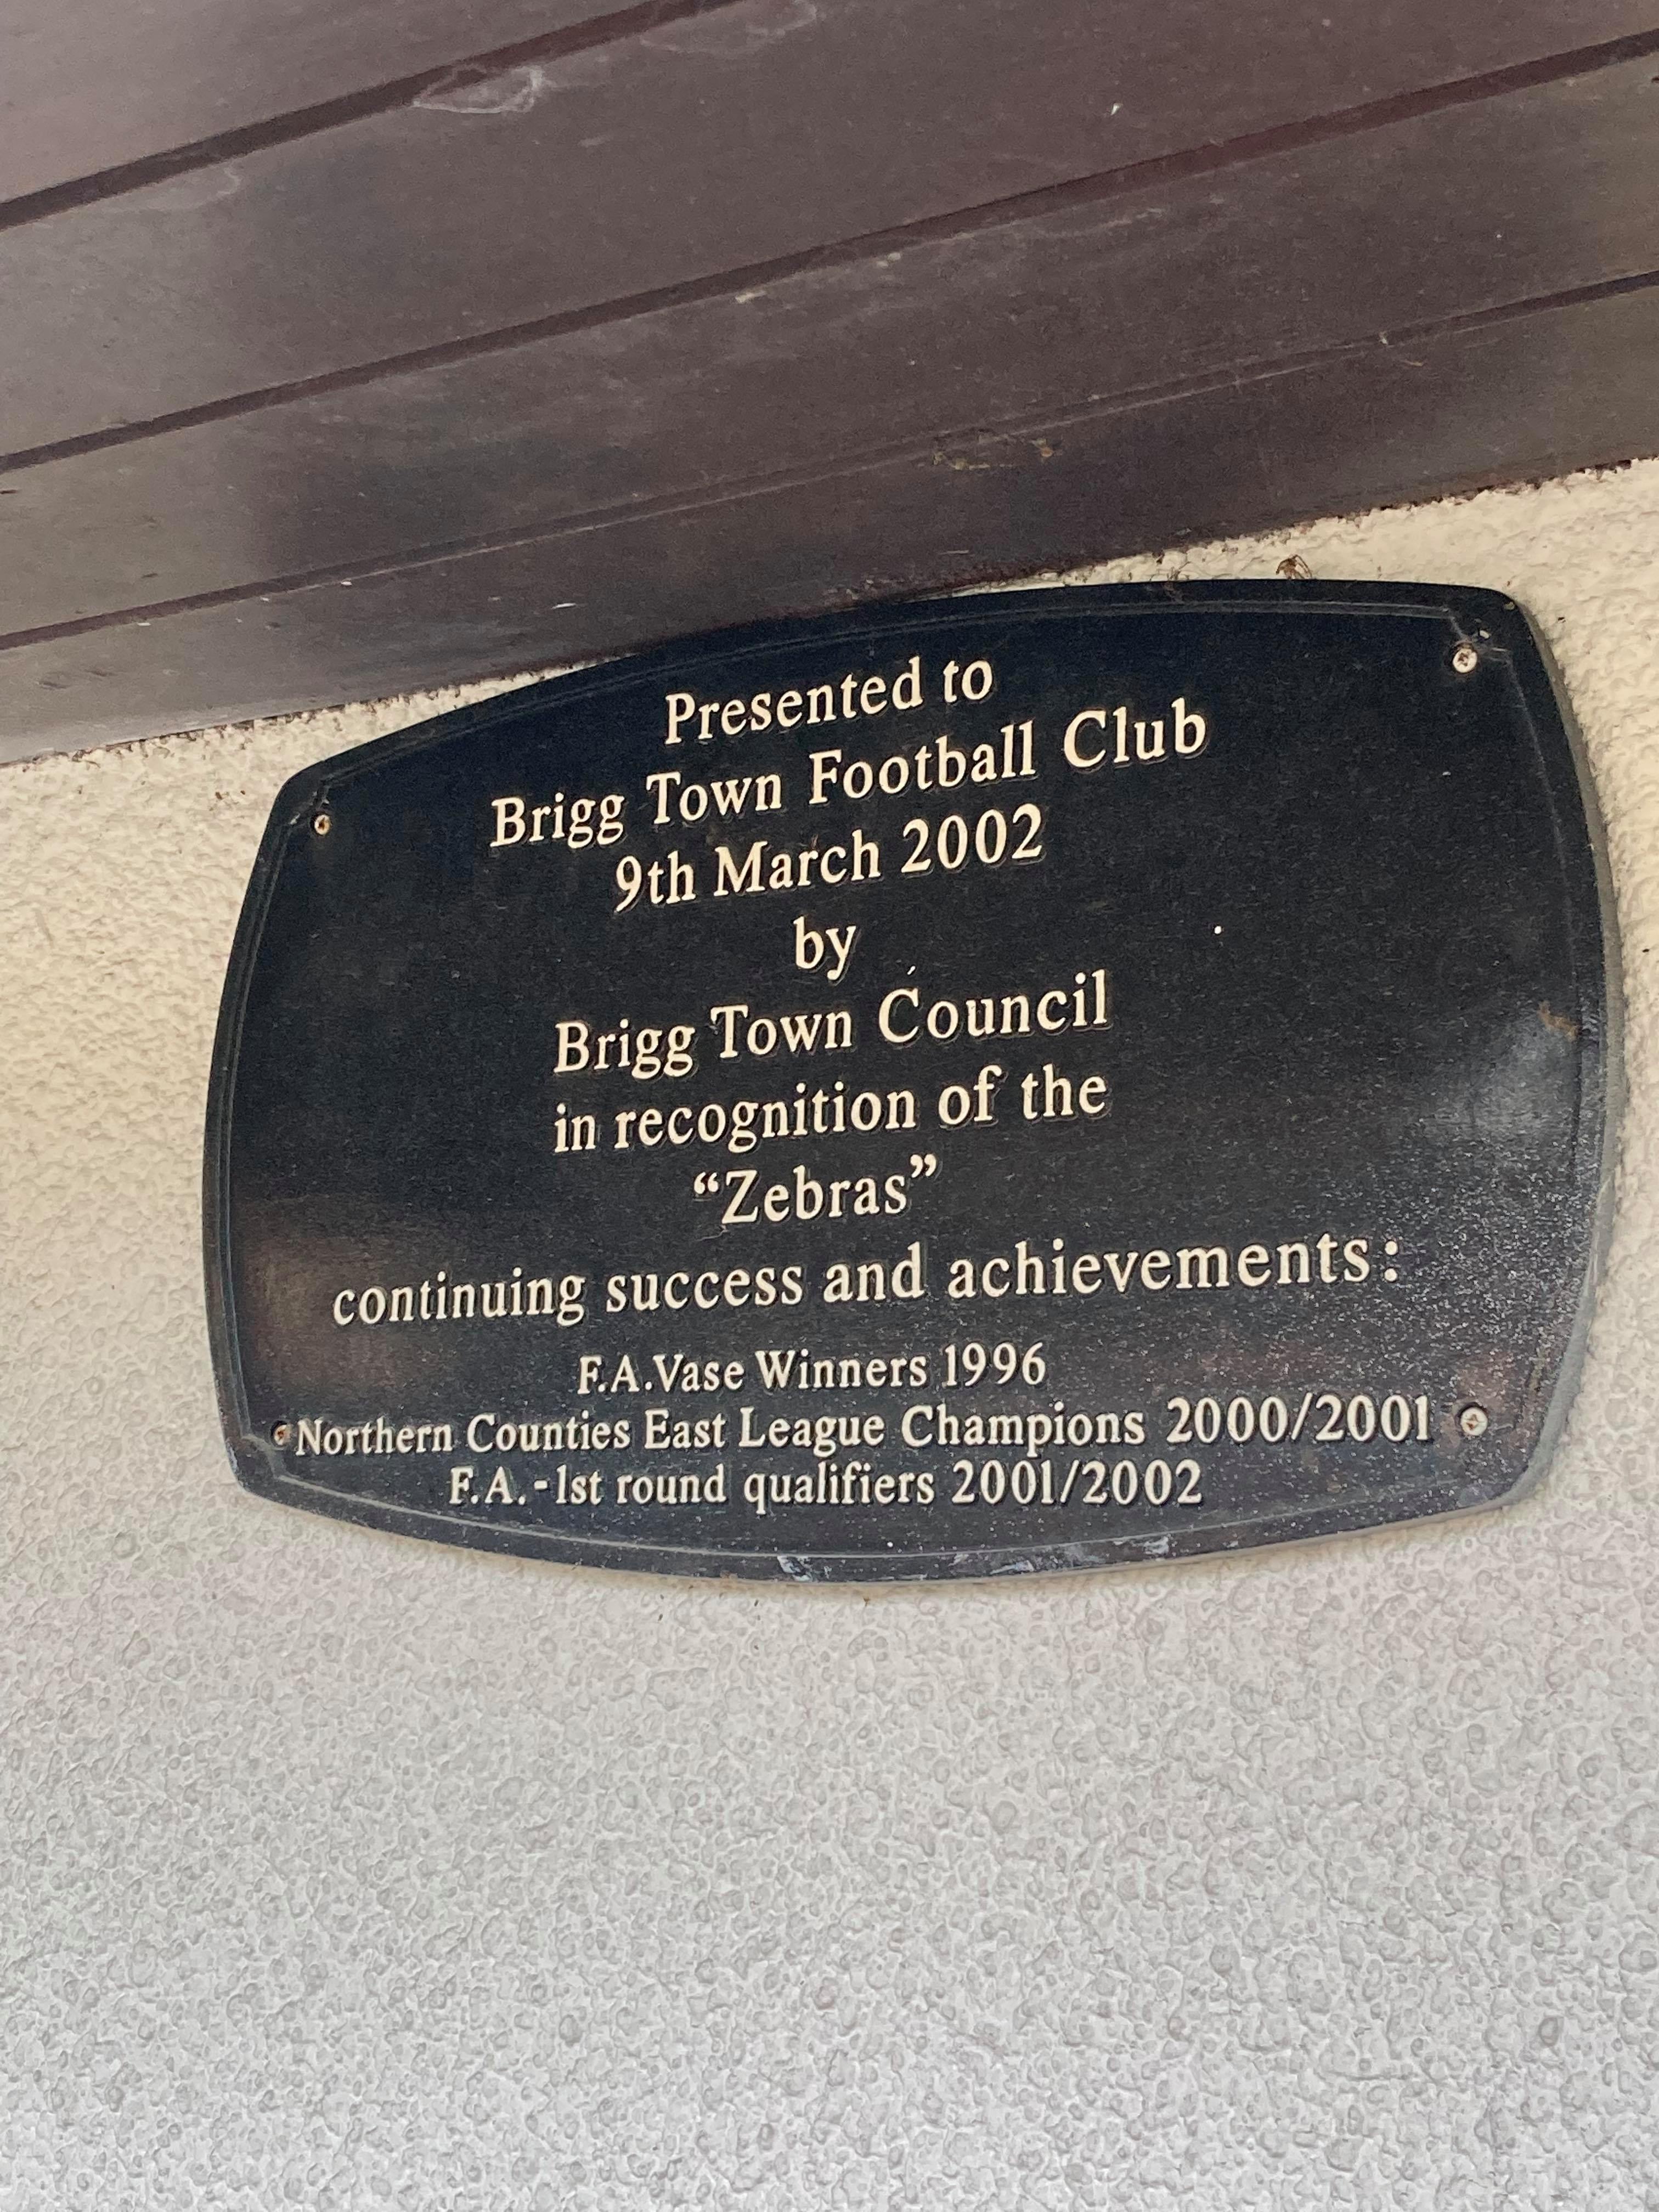 Presented to
Brigg Town Football Club
9th March 2002
by
Brigg Town Council
in recognition of the
“Zebras”
continuing success and achievements:
F.A.Vase Winners 1996
Northern Counties East League Champions 2000/2001
F.A.-1st round qualifiers 2001/2002